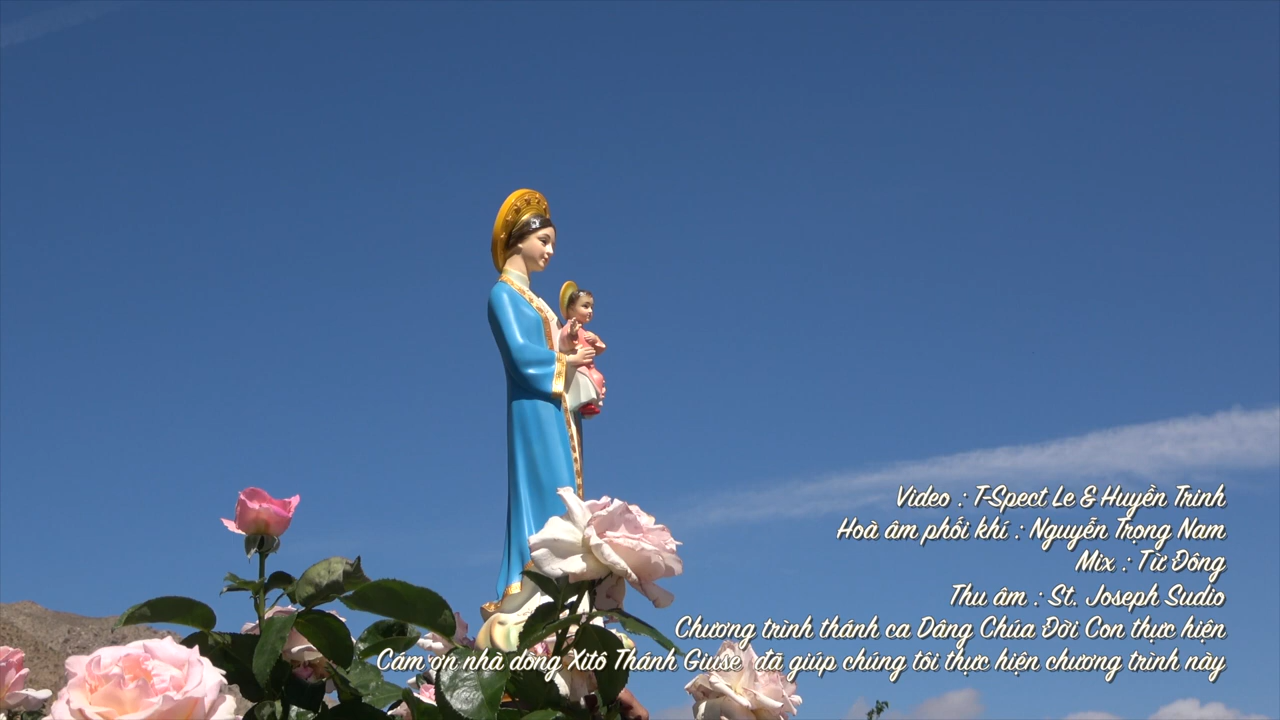 Video : T-Spect Le & Huyền Trinh
Hoà âm phối khí : Nguyễn Trọng Nam
Mix : Từ Đông
Thu âm : St. Joseph Sudio
Chương trình thánh ca Dâng Chúa Đời Con thực hiện
Cám ơn nhà dòng Xitô Thánh Giuse đã giúp chúng tôi thực hiện chương trình này